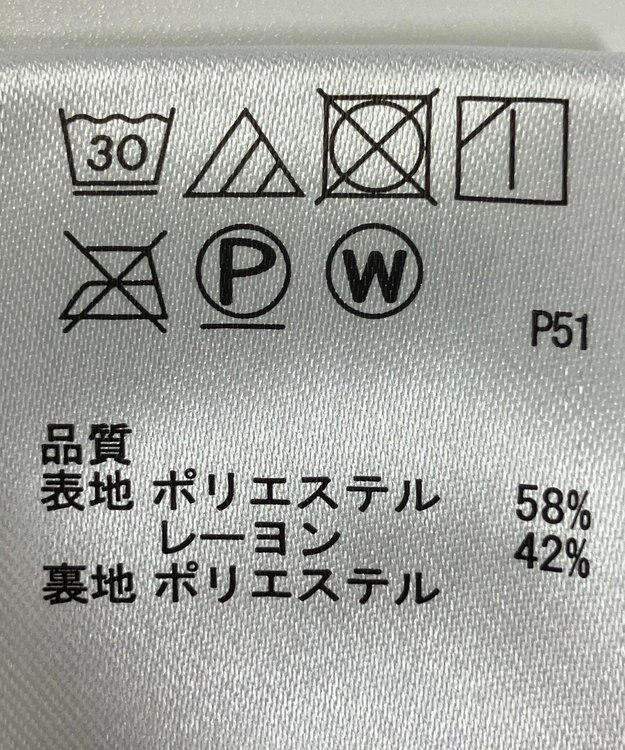 30
P W
P51
品質
表地 ポリエステル 58%
レーヨン 42%
裏地 ポリエステル